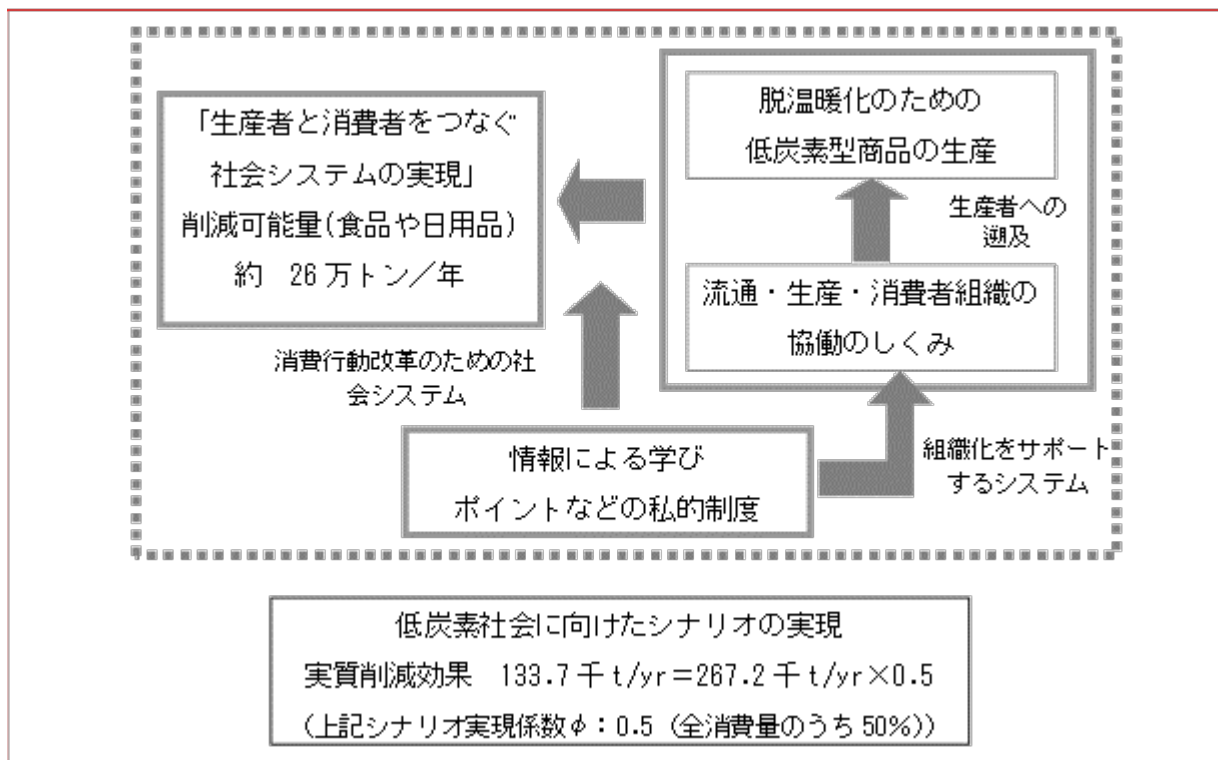 「生産者と消費者をつなぐ
社会システムの実現」
削減可能量(食品や日用品)
約 26万トン／年
脱温暖化のための
低炭素型商品の生産
生産者への
遡及
流通・生産・消費者組織の
協働のしくみ
消費行動改革のための社
会システム
情報による学び
ポイントなどの私的制度
組織化をサポート
するシステム
低炭素社会に向けたシナリオの実現
実質削減効果 133.7千t/yr＝267.2千t/yr×0.5
(上記シナリオ実現係数φ：0.5 (全消費量のうち50%))